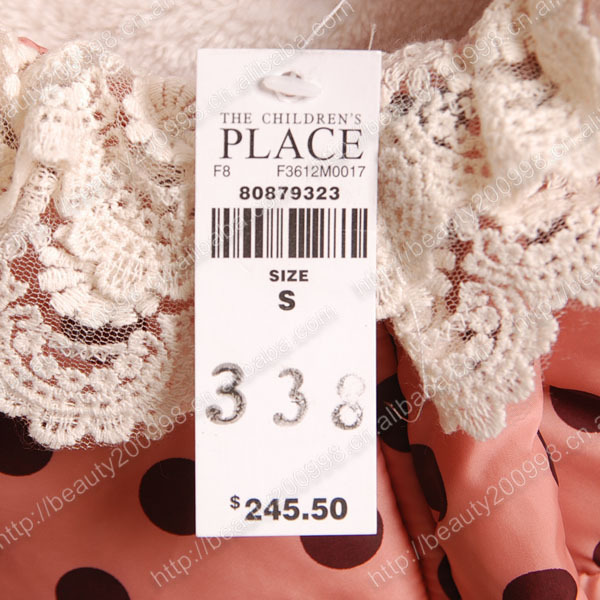 THE CHILDREN'S
PLACE
F8 F3612M0017
80879323
SIZE
S
338
$245.50
http://beauty200998.cn.alibaba.com